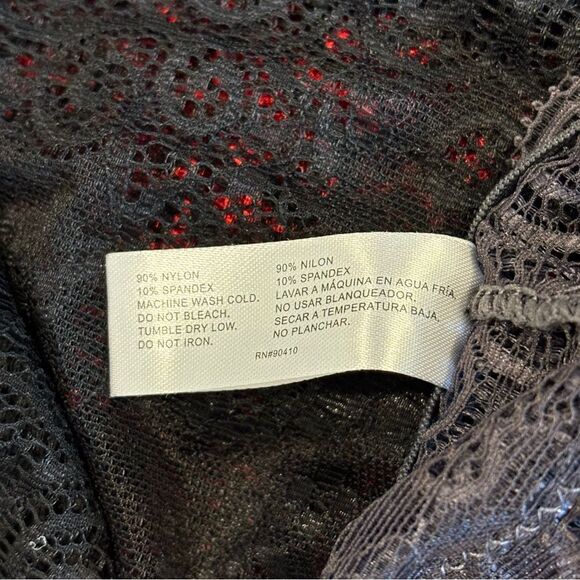 90% NYLON
10% SPANDEX
MACHINE WASH COLD.
DO NOT BLEACH.
TUMBLE DRY LOW.
DO NOT IRON.
90% NILON
10% SPANDEX
LAVAR A MÁQUINA EN AGUA FRÍA.
NO USAR BLANQUEADOR.
SECAR A TEMPERATURA BAJA.
NO PLANCHAR.
RN#90410